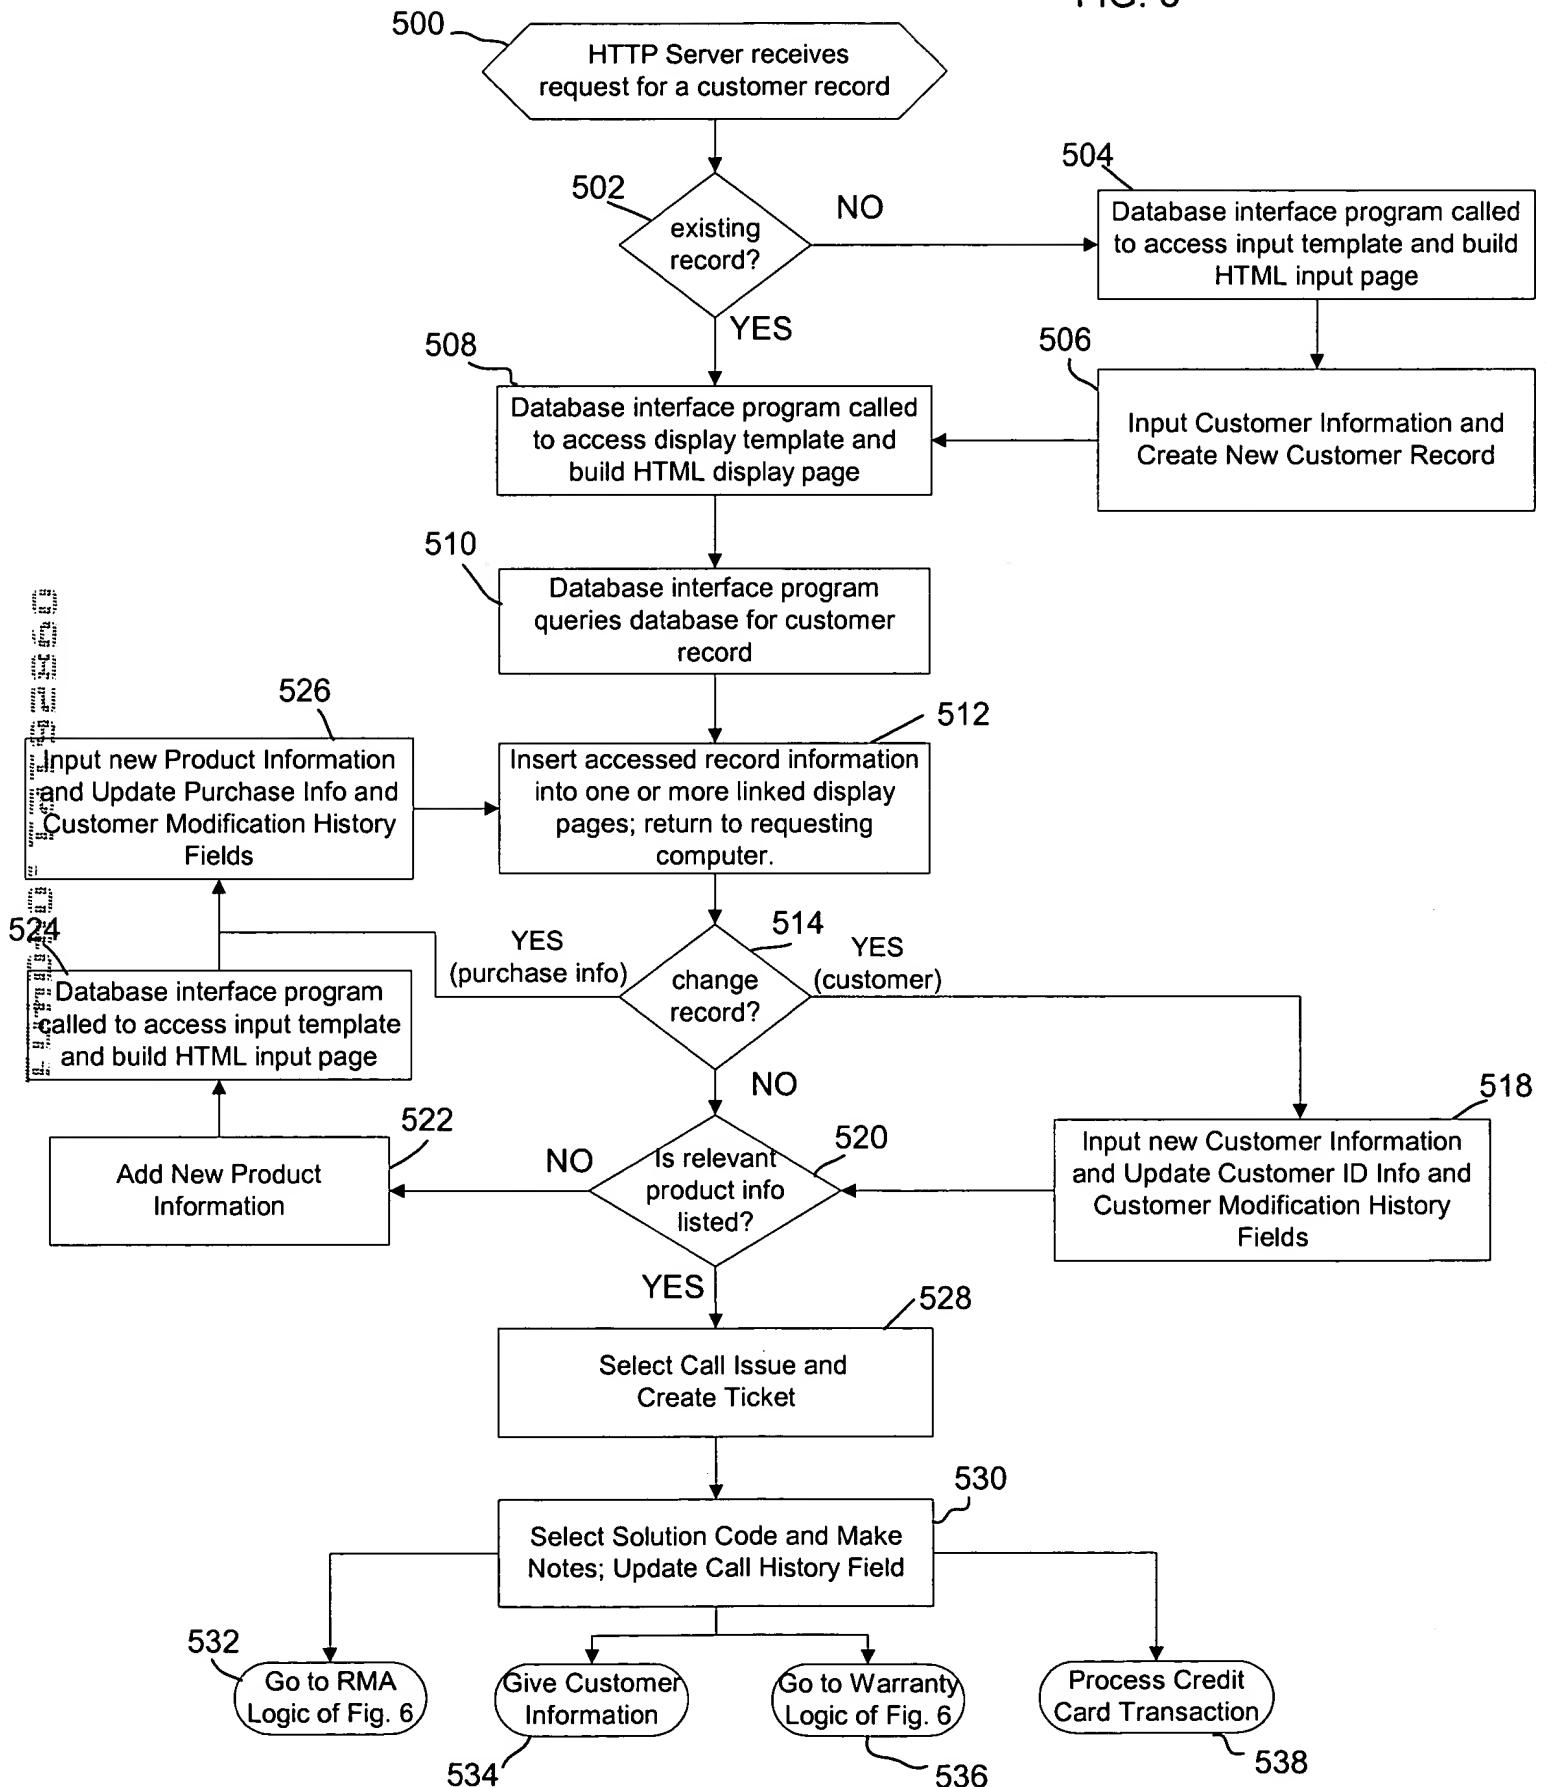 500
HTTP Server receives
request for a customer record
502
existing
record?
NO
YES
504
Database interface program called
to access input template and build
HTML input page
506
Input Customer Information and
Create New Customer Record
508
Database interface program called
to access display template and
build HTML display page
510
Database interface program
queries database for customer
record
512
Insert accessed record information
into one or more linked display
pages; return to requesting
computer.
526
Input new Product Information
and Update Purchase Info and
Customer Modification History
Fields
514
change
record?
YES
(purchase info)
YES
(customer)
NO
524
Database interface program
called to access input template
and build HTML input page
518
Input new Customer Information
and Update Customer ID Info and
Customer Modification History
Fields
520
Is relevant
product info
listed?
NO
YES
522
Add New Product
Information
528
Select Call Issue and
Create Ticket
530
Select Solution Code and Make
Notes; Update Call History Field
532
Go to RMA
Logic of Fig. 6
Give Customer
Information
534
Go to Warranty
Logic of Fig. 6
536
Process Credit
Card Transaction
538